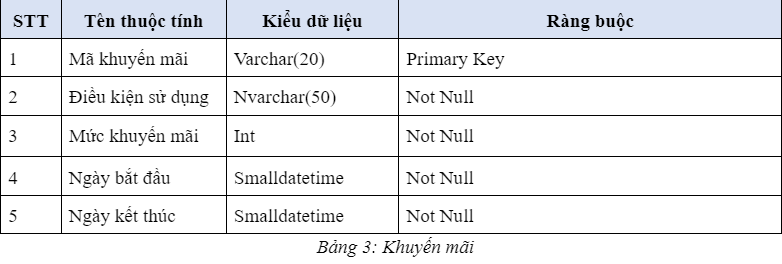 STT Tên thuộc tính Kiểu dữ liệu Ràng buộc
1 Mã khuyến mãi Varchar(20) Primary Key
2 Điều kiện sử dụng Nvarchar(50) Not Null
3 Mức khuyến mãi Int Not Null
4 Ngày bắt đầu Smalldatetime Not Null
5 Ngày kết thúc Smalldatetime Not Null
Bảng 3: Khuyến mãi